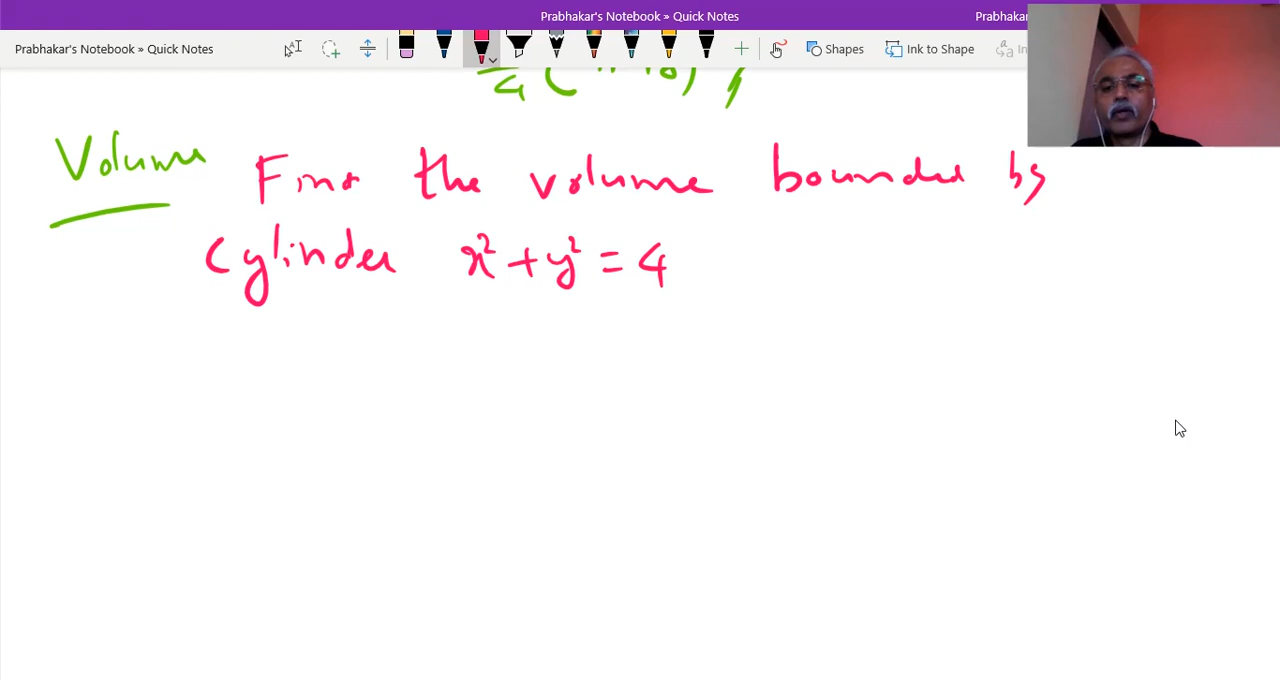 Prabhakar's Notebook » Quick Notes
Prabhakar's Notebook » Quick Notes
Shapes
Ink to Shape
Volume
Find the volume bounded by
cylinder x² + y² = 4